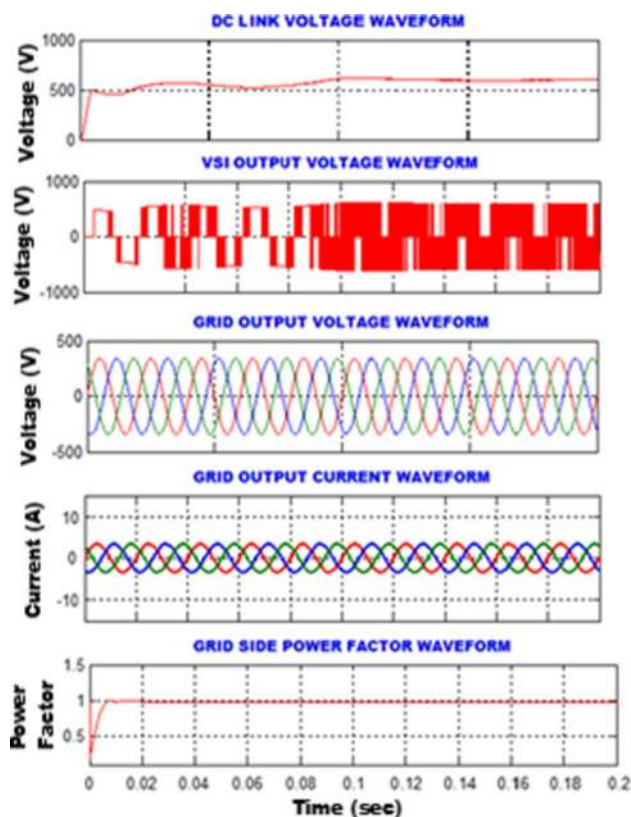 DC LINK VOLTAGE WAVEFORM
Voltage (V)
1000
500
0
VSI OUTPUT VOLTAGE WAVEFORM
Voltage (V)
1000
0
-1000
GRID OUTPUT VOLTAGE WAVEFORM
Voltage (V)
500
0
-500
GRID OUTPUT CURRENT WAVEFORM
Current (A)
10
0
-10
GRID SIDE POWER FACTOR WAVEFORM
Power
Factor
1.5
1
0.5
0 0.02 0.04 0.06 0.08 0.1 0.12 0.14 0.16 0.18 0.2
Time (sec)